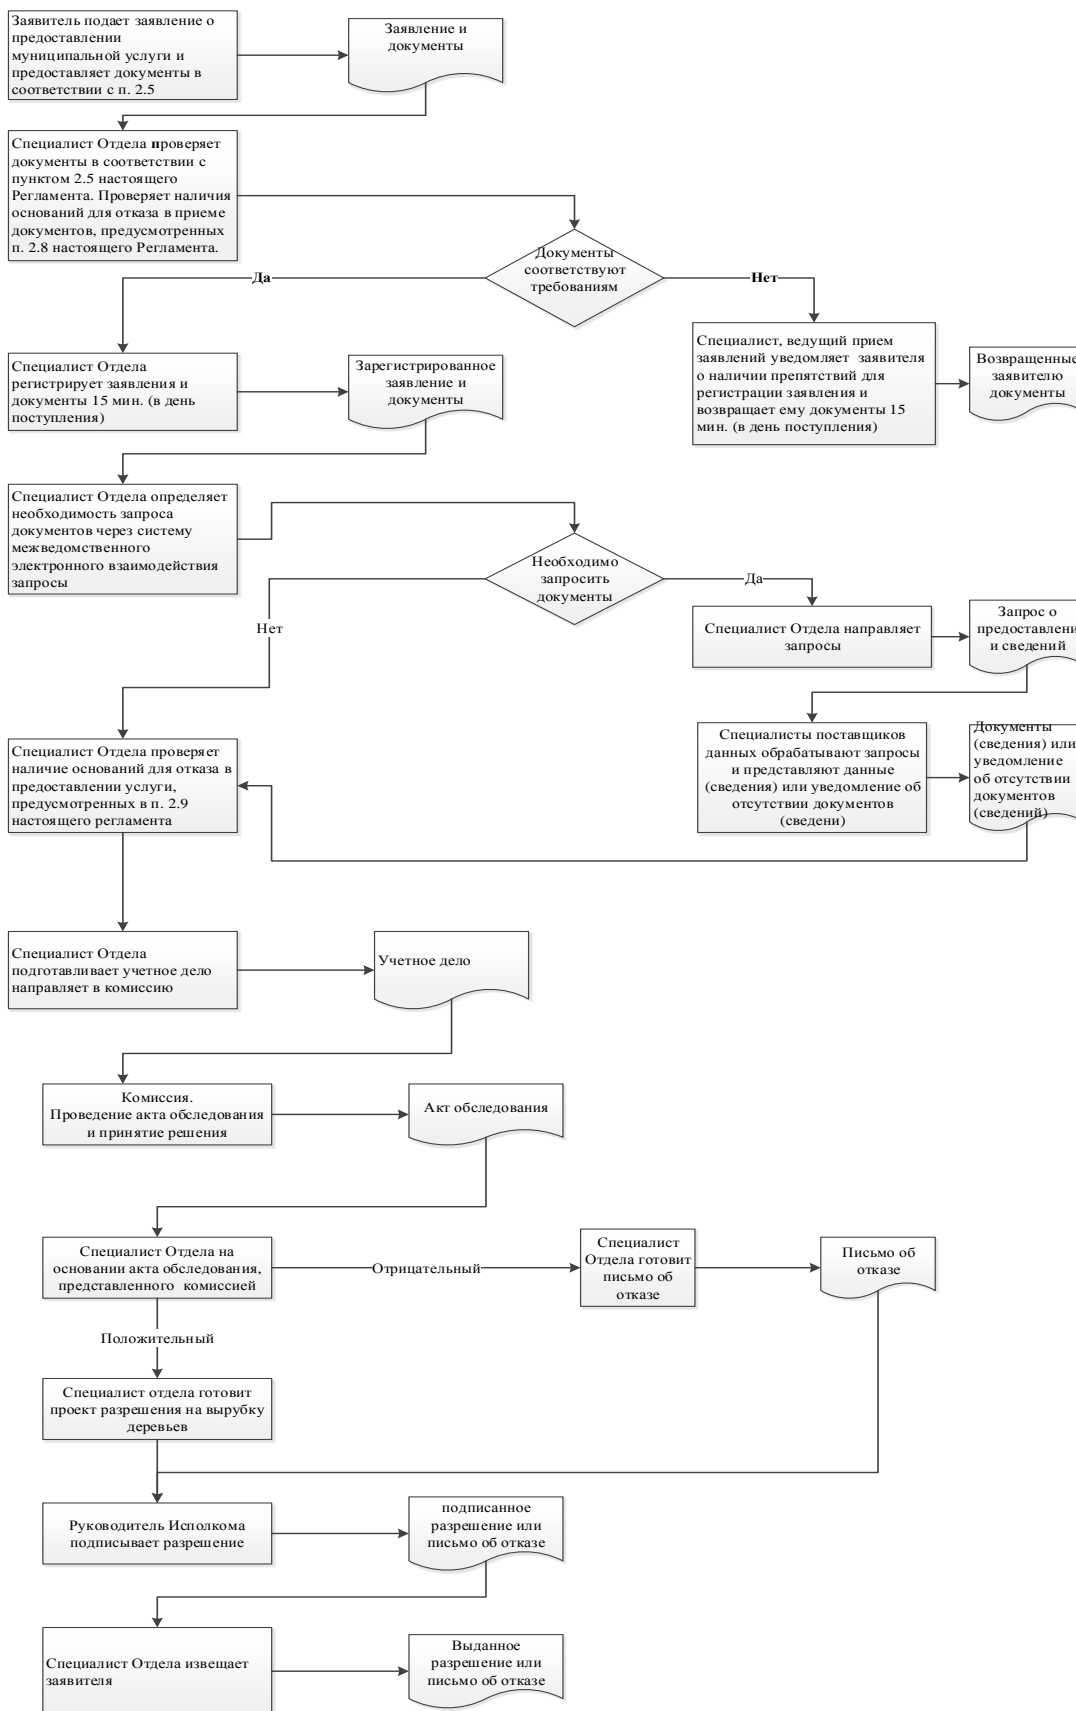 Заявитель подает заявление о
предоставлении
муниципальной услуги и
предоставляет документы в
соответствии с п. 2.5
Заявление и
документы
Специалист Отдела проверяет
документы в соответствии с
пунктом 2.5 настоящего
Регламента. Проверяет наличия
оснований для отказа в приеме
документов, предусмотренных
п. 2.8 настоящего Регламента.
Документы
соответствуют
требованиям
Да
Нет
Специалист Отдела
регистрирует заявления и
документы 15 мин. (в день
поступления)
Зарегистрированное
заявление и
документы
Специалист, ведущий прием
заявлений уведомляет заявителя
о наличии препятствий для
регистрации заявления и
возвращает ему документы 15
мин. (в день поступления)
Возвращенные
заявителю
документы
Специалист Отдела определяет
необходимость запроса
документов через систему
межведомственного
электронного взаимодействия
запросы
Необходимо
запросить
документы
Да
Нет
Специалист Отдела направляет
запросы
Запрос о
предоставлени
и сведений
Специалисты поставщиков
данных обрабатывают запросы
и представляют данные
(сведения) или уведомление об
отсутствии документов
(сведени)
Документы
(сведения) или
уведомление
об отсутствии
документов
(сведений)
Специалист Отдела проверяет
наличие оснований для отказа в
предоставлении услуги,
предусмотренных в п. 2.9
настоящего регламента
Специалист Отдела
подготавливает учетное дело
направляет в комиссию
Учетное дело
Комиссия.
Проведение акта обследования
и принятие решения
Акт обследования
Специалист Отдела на
основании акта обследования,
представленного комиссией
Отрицательный
Специалист
Отдела готовит
письмо об
отказе
Письмо об
отказе
Положительный
Специалист отдела готовит
проект разрешения на вырубку
деревьев
Руководитель Исполкома
подписывает разрешение
подписанное
разрешение или
письмо об отказе
Специалист Отдела извещает
заявителя
Выданное
разрешение или
письмо об отказе